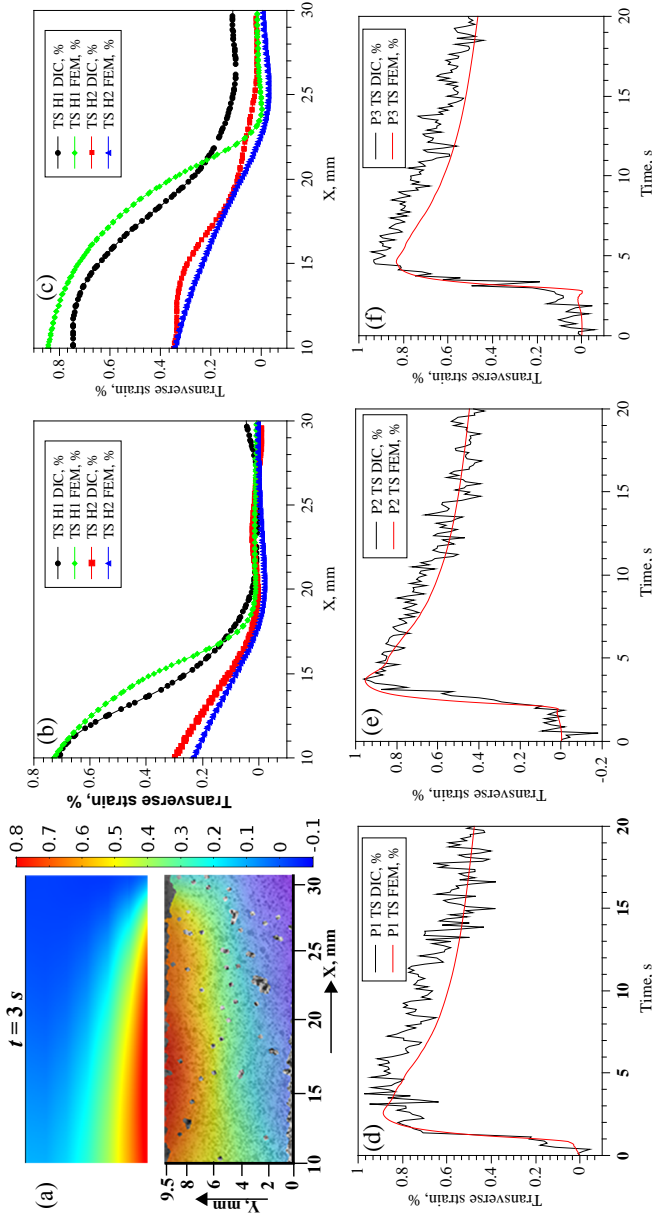 (a)
t = 3 s
0.8
0.7
0.6
0.5
0.4
0.3
0.2
0.1
0
-0.1
9.5
8
6
4
2
0
Y, mm
10
15
20
25
30
X, mm
(b)
TS H1 DIC, %
TS H1 FEM, %
TS H2 DIC, %
TS H2 FEM, %
Transverse strain, %
0.8
0.6
0.4
0.2
0
10
15
20
25
30
X, mm
(c)
TS H1 DIC, %
TS H1 FEM, %
TS H2 DIC, %
TS H2 FEM, %
Transverse strain, %
0.8
0.6
0.4
0.2
0
10
15
20
25
30
X, mm
(d)
P1 TS DIC, %
P1 TS FEM, %
Transverse strain, %
1
0.8
0.6
0.4
0.2
0
0
5
10
15
20
Time, s
(e)
P2 TS DIC, %
P2 TS FEM, %
Transverse strain, %
1
0.8
0.6
0.4
0.2
0
-0.2
0
5
10
15
20
Time, s
(f)
P3 TS DIC, %
P3 TS FEM, %
Transverse strain, %
1
0.8
0.6
0.4
0.2
0
0
5
10
15
20
Time, s